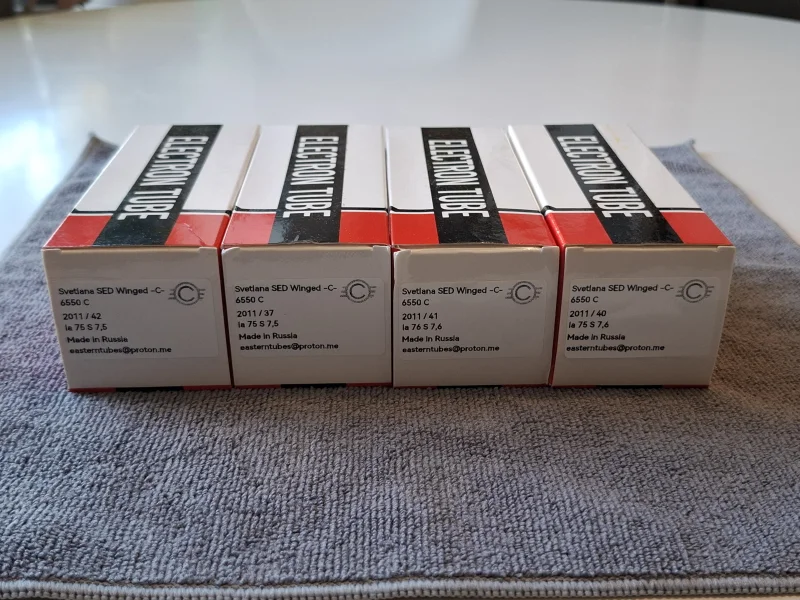 ELECTRON TUBE
ELECTRON TUBE
ELECTRON TUBE
ELECTRON TUBE
Svetlana SED Winged -C-
6550 C
2011 / 42
Ia 75 S 7,5
Made in Russia
easterntubes@proton.me
C
Svetlana SED Winged -C-
6550 C
2011 / 37
Ia 75 S 7,5
Made in Russia
easterntubes@proton.me
C
Svetlana SED Winged -C-
6550 C
2011 / 41
Ia 76 S 7,6
Made in Russia
easterntubes@proton.me
C
Svetlana SED Winged -C-
6550 C
2011 / 40
Ia 75 S 7,6
Made in Russia
easterntubes@proton.me
C